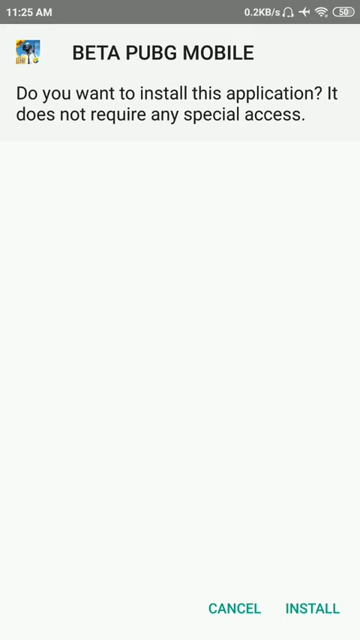 11:25 AM 0.2KB/s 50
BETA PUBG MOBILE
Do you want to install this application? It
does not require any special access.
CANCEL INSTALL